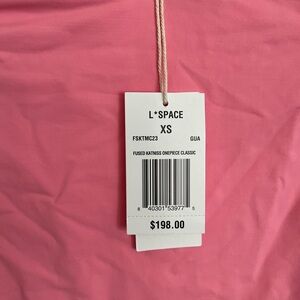 L*SPACE
XS
FSKTMC23 GUA
FUSED KATNISS ONEPIECE CLASSIC
8 40301 53977 5
$198.00